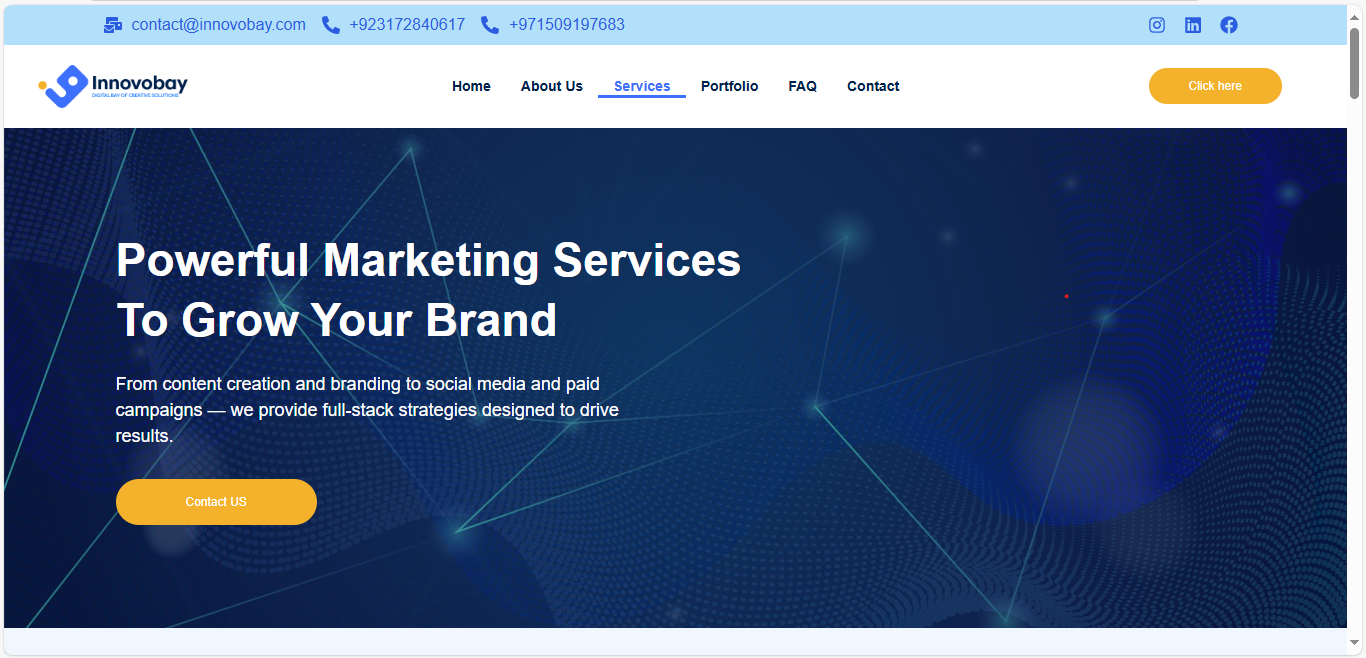 contact@innovobay.com +923172840617 +971509197683
Innovobay
DIGITAL BAY OF CREATIVE SOLUTIONS
Home About Us Services Portfolio FAQ Contact
Click here
Powerful Marketing Services
To Grow Your Brand
From content creation and branding to social media and paid
campaigns — we provide full-stack strategies designed to drive
results.
Contact US